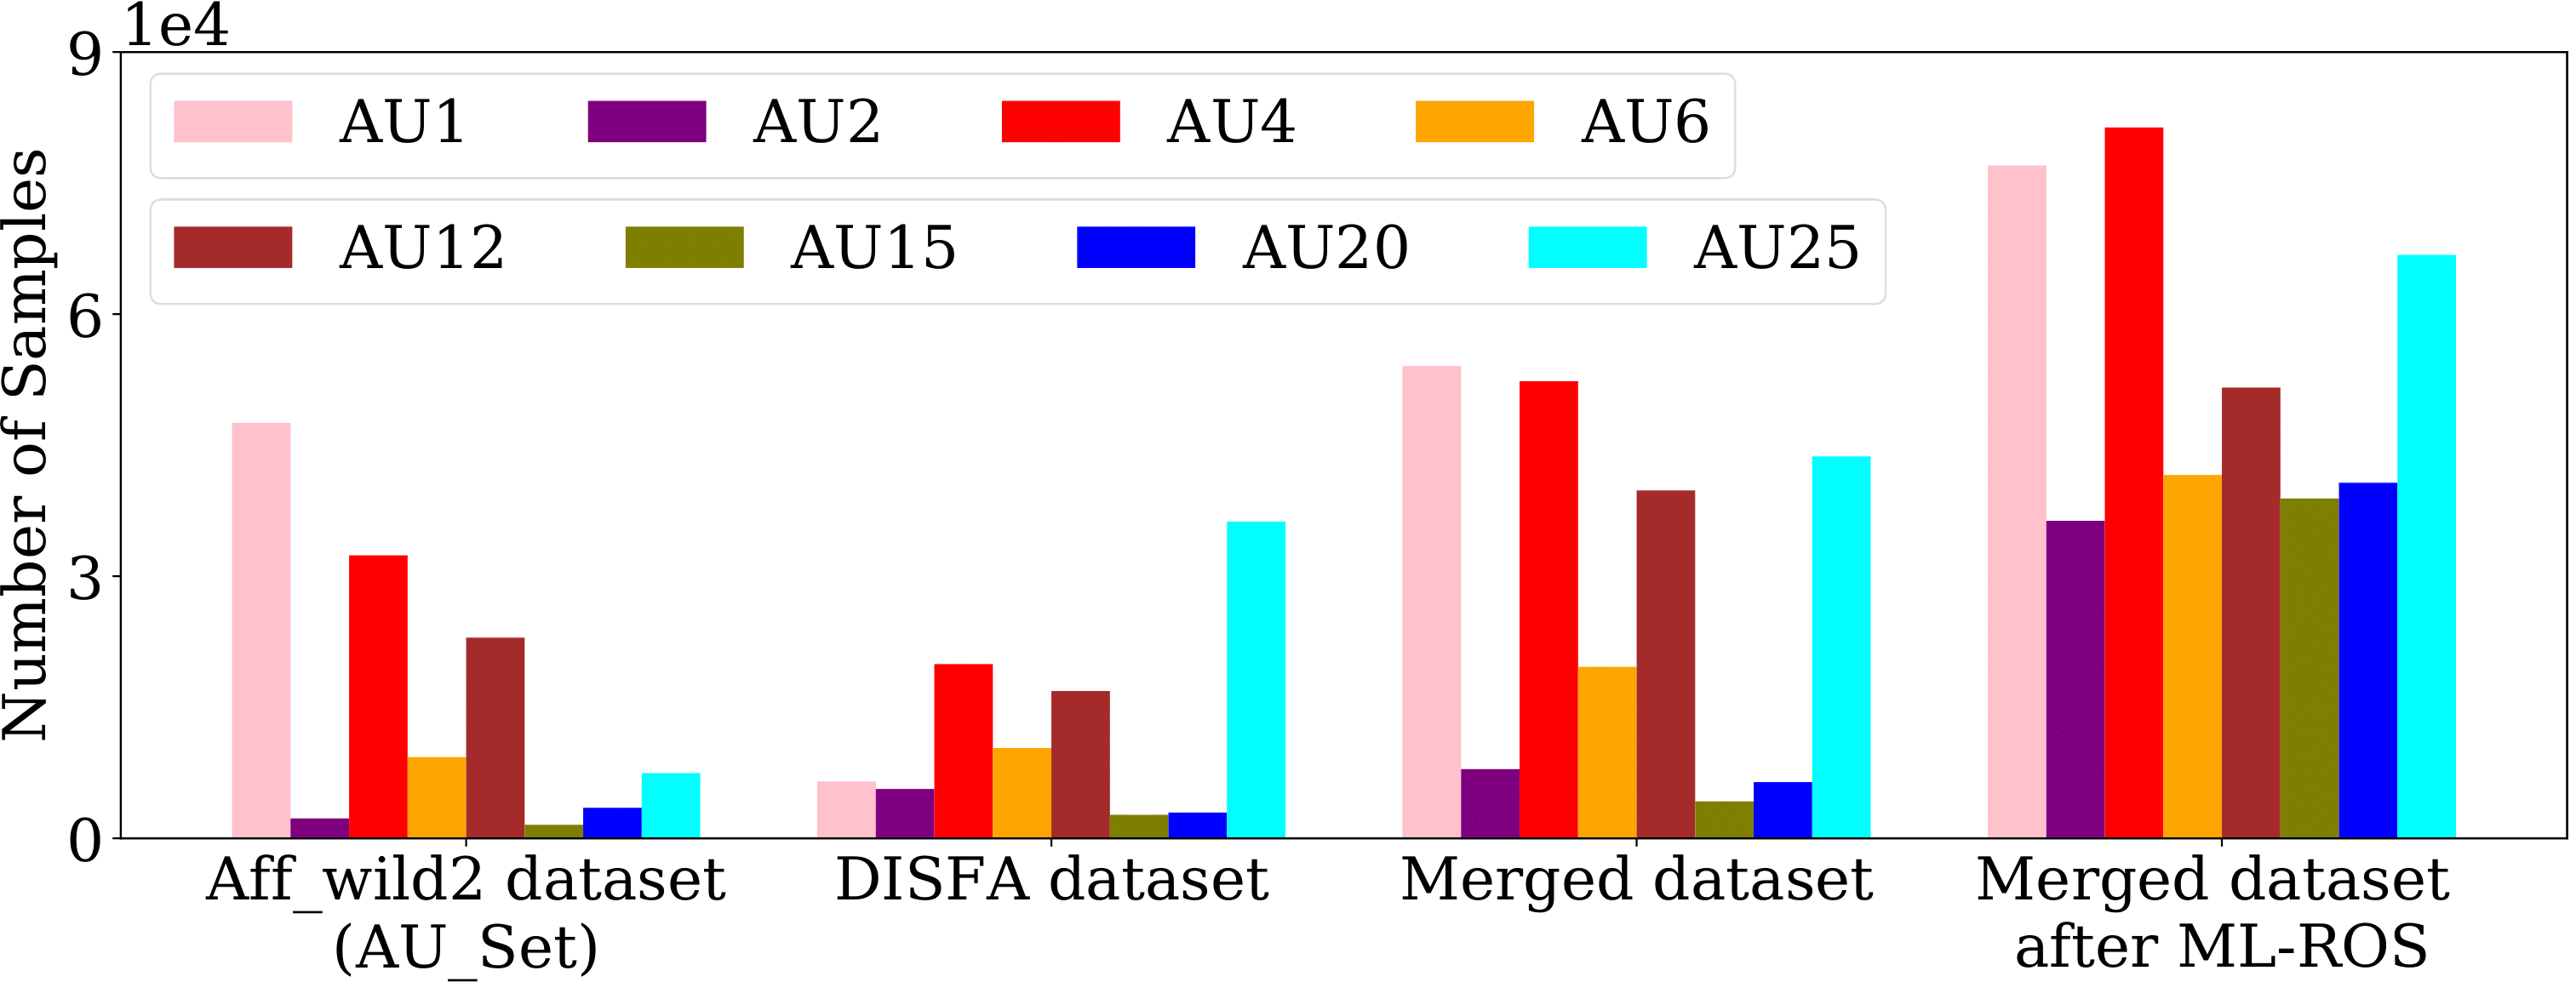 1e4
9
6
3
0
Number of Samples
AU1 AU2 AU4 AU6
AU12 AU15 AU20 AU25
Aff_wild2 dataset
(AU_Set)
DISFA dataset
Merged dataset
Merged dataset
after ML-ROS